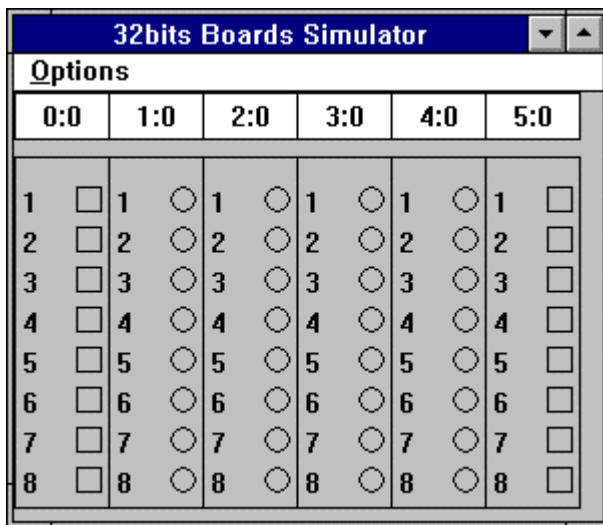 32bits Boards Simulator
Options
0:0 1:0 2:0 3:0 4:0 5:0
1 1 1 1 1 1
2 2 2 2 2 2
3 3 3 3 3 3
4 4 4 4 4 4
5 5 5 5 5 5
6 6 6 6 6 6
7 7 7 7 7 7
8 8 8 8 8 8